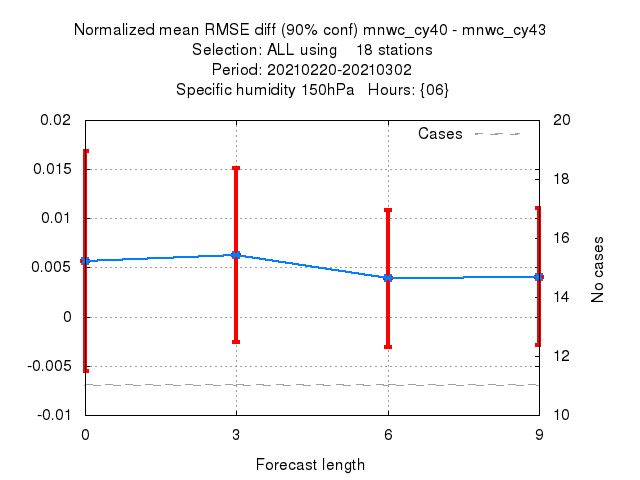 Normalized mean RMSE diff (90% conf) mnwc_cy40 - mnwc_cy43
Selection: ALL using    18 stations
Period: 20210220-20210302
Specific humidity 150hPa   Hours: {06}
Cases
0.02
0.015
0.01
0.005
0
-0.005
-0.01
20
18
16
14
12
10
No cases
0
3
6
9
Forecast length